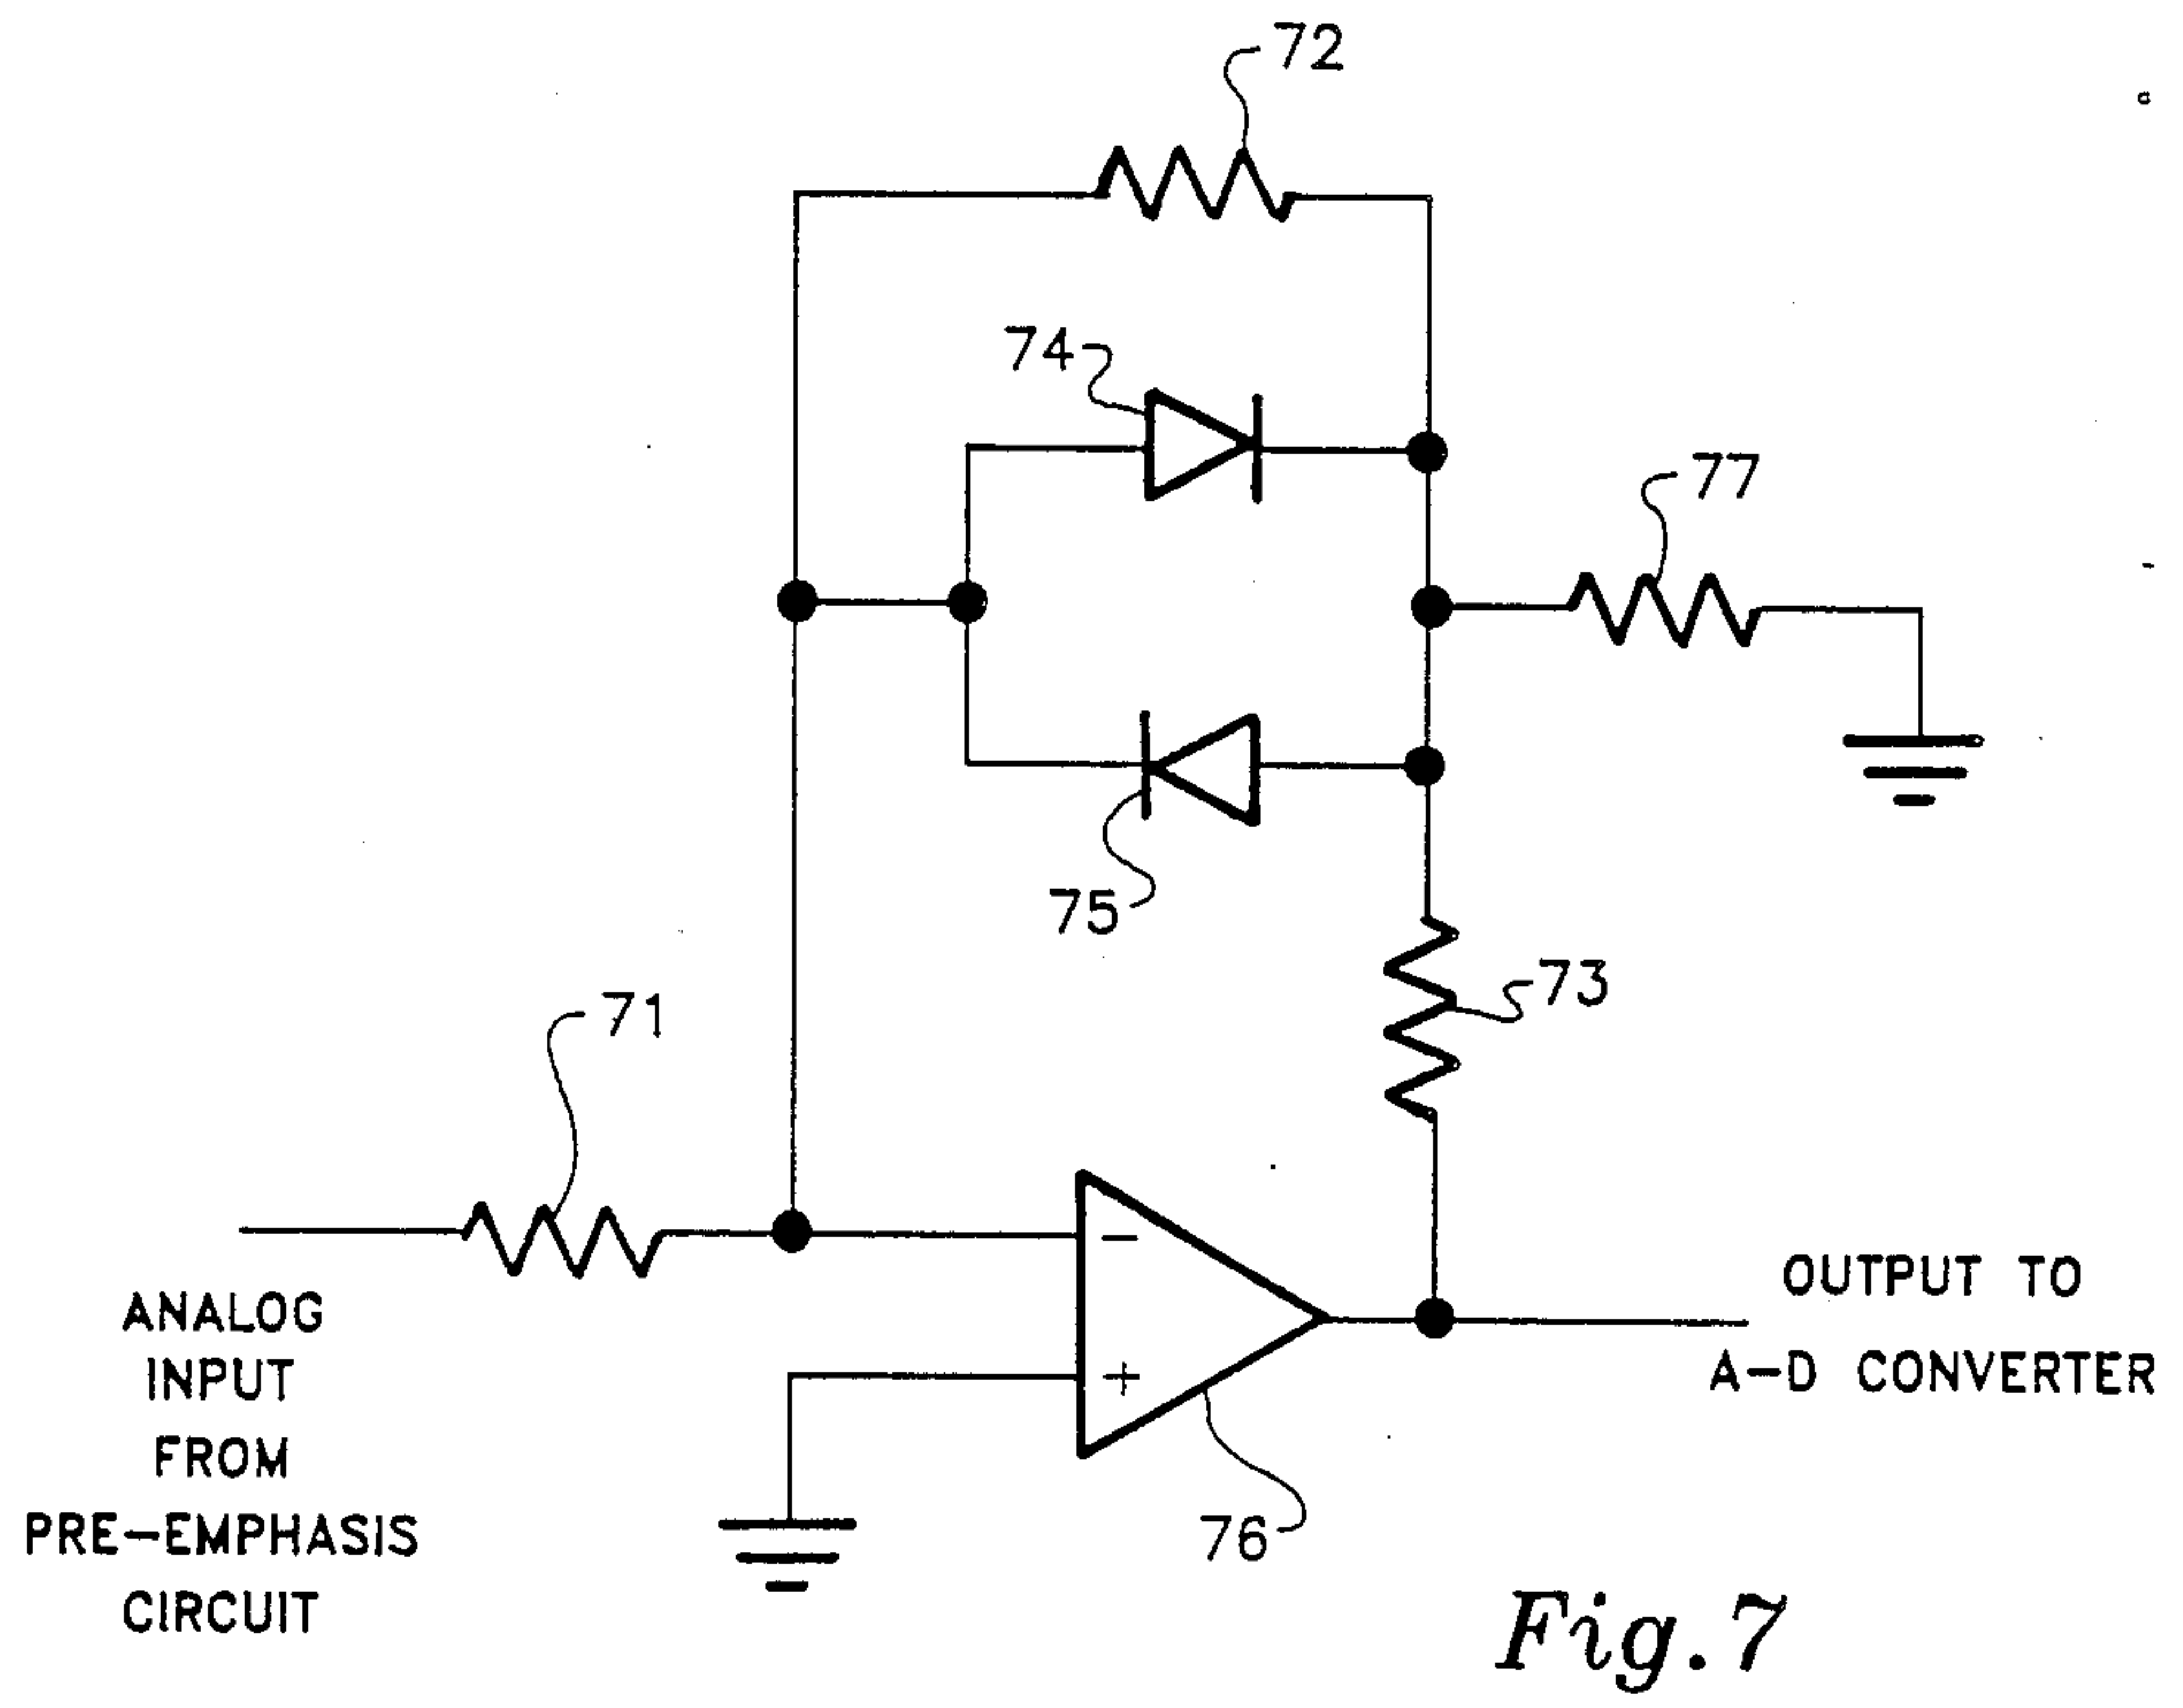 72
74
77
75
73
71
-
+
ANALOG
INPUT
FROM
PRE-EMPHASIS
CIRCUIT
OUTPUT TO
A-D CONVERTER
76
Fig. 7